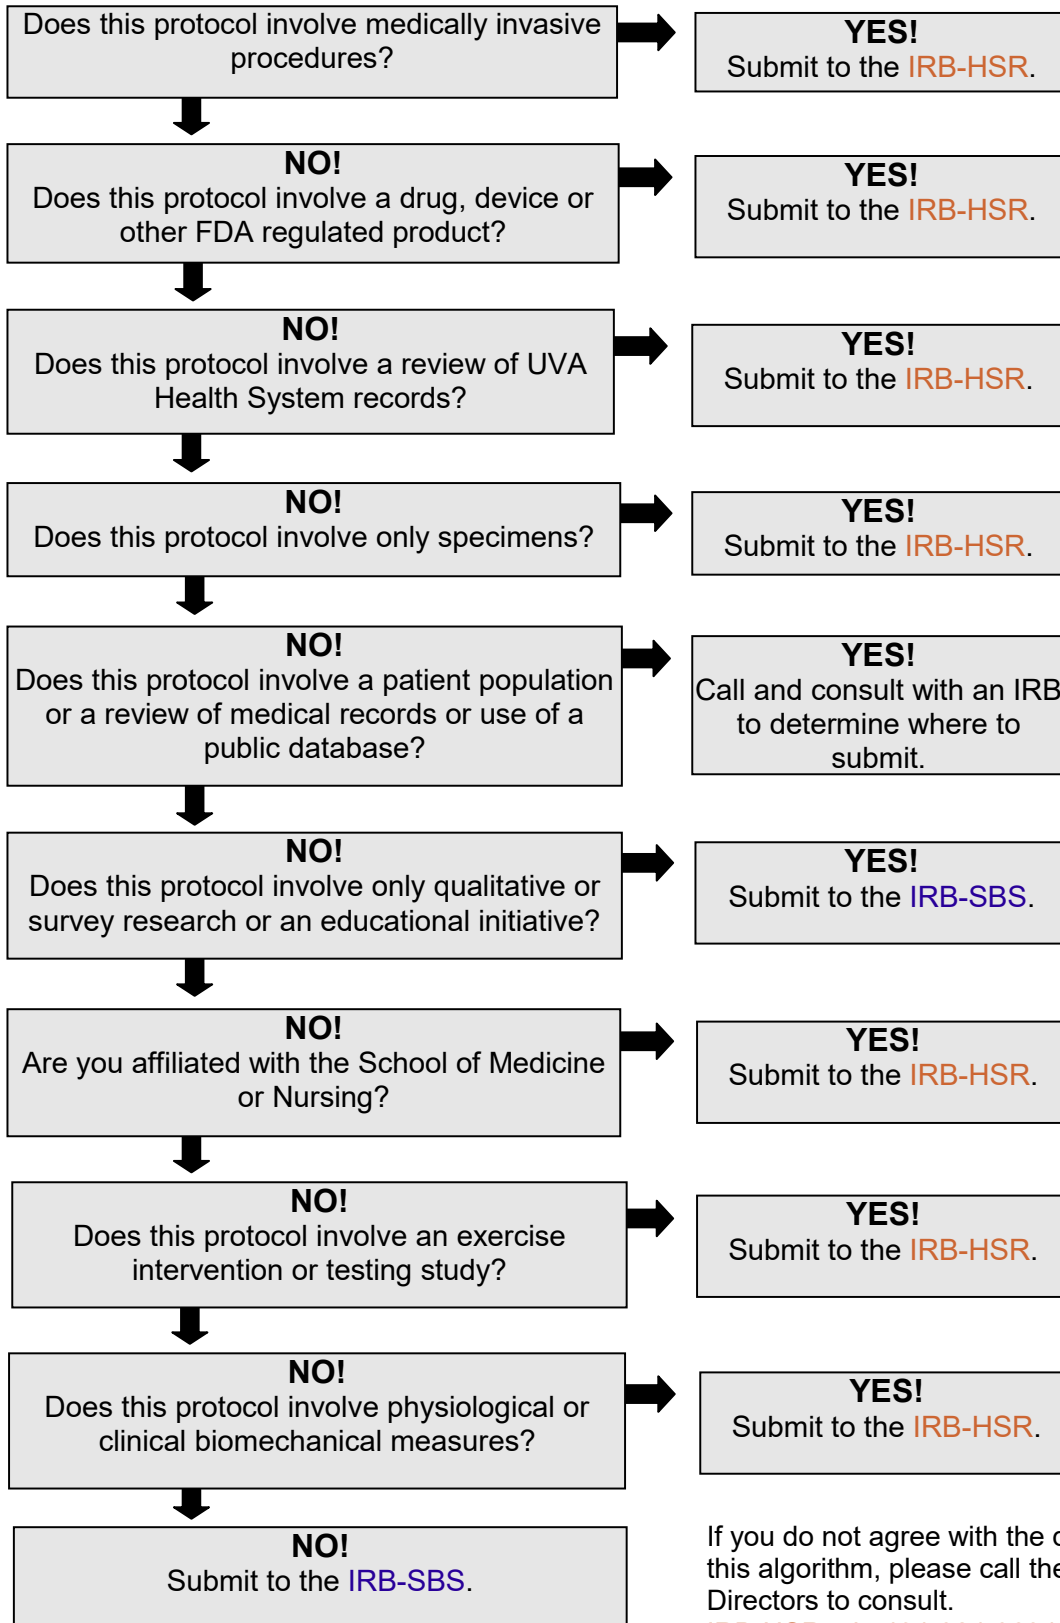 Does this protocol involve medically invasive
procedures?
YES!
Submit to the IRB-HSR.
NO!
Does this protocol involve a drug, device or
other FDA regulated product?
YES!
Submit to the IRB-HSR.
NO!
Does this protocol involve a review of UVA
Health System records?
YES!
Submit to the IRB-HSR.
NO!
Does this protocol involve only specimens?
YES!
Submit to the IRB-HSR.
NO!
Does this protocol involve a patient population
or a review of medical records or use of a
public database?
YES!
Call and consult with an IRB
to determine where to
submit.
NO!
Does this protocol involve only qualitative or
survey research or an educational initiative?
YES!
Submit to the IRB-SBS.
NO!
Are you affiliated with the School of Medicine
or Nursing?
YES!
Submit to the IRB-HSR.
NO!
Does this protocol involve an exercise
intervention or testing study?
YES!
Submit to the IRB-HSR.
NO!
Does this protocol involve physiological or
clinical biomechanical measures?
YES!
Submit to the IRB-HSR.
NO!
Submit to the IRB-SBS.
If you do not agree with the
this algorithm, please call the
Directors to consult.